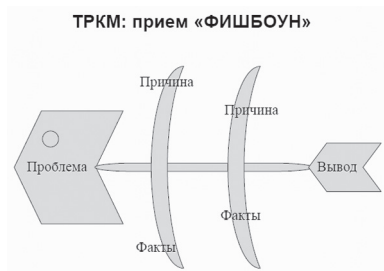 ТРКМ: прием «ФИШБОУН»
Причина
Причина
Проблема
Вывод
Факты
Факты